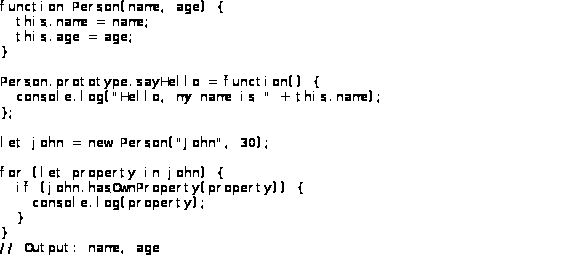 function Person(name, age) {
  this.name = name;
  this.age = age;
}

Person.prototype.sayHello = function() {
  console.log("Hello, my name is " + this.name);
};

let john = new Person("John", 30);

for (let property in john) {
  if (john.hasOwnProperty(property)) {
    console.log(property);
  }
}
// Output: name, age